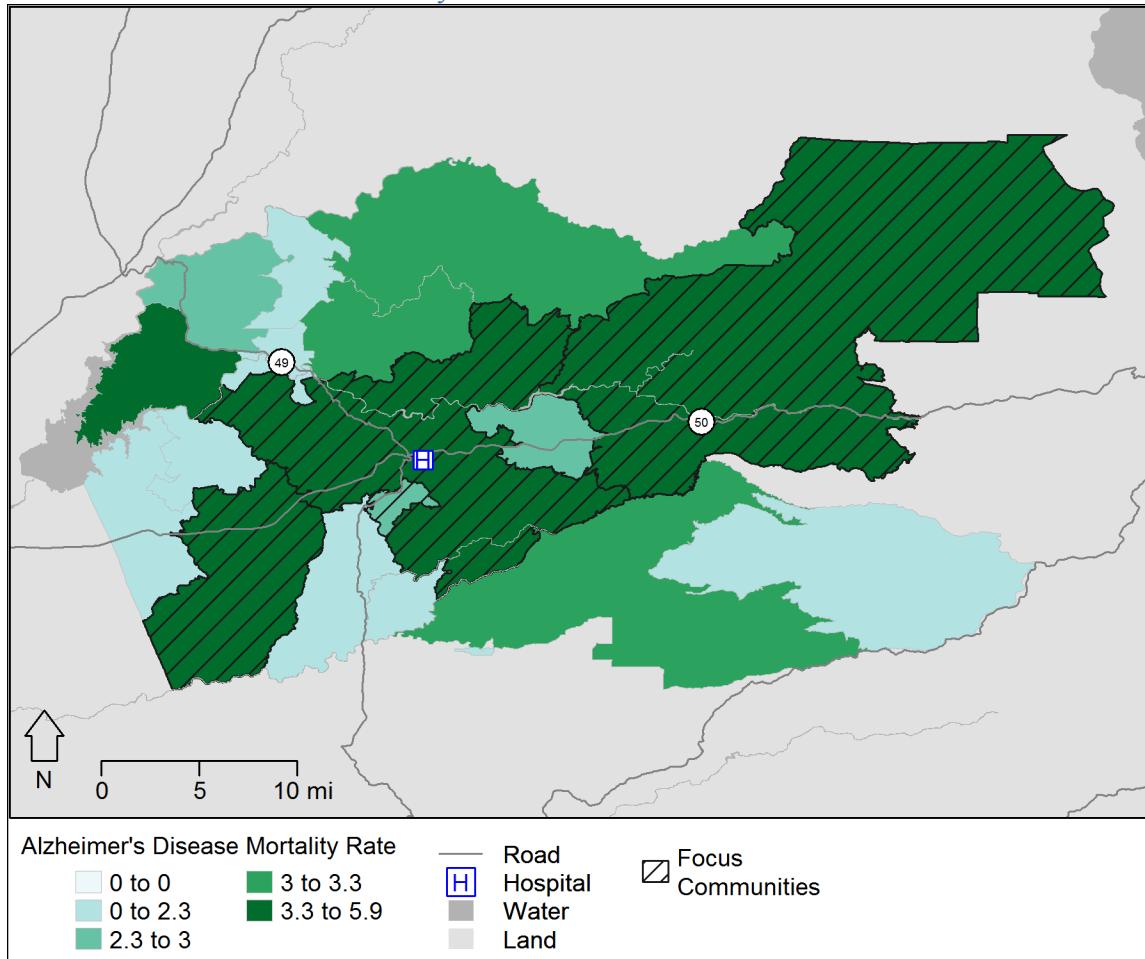 49
50
H
N
0 5 10 mi
Alzheimer's Disease Mortality Rate
0 to 0
0 to 2.3
2.3 to 3
3 to 3.3
3.3 to 5.9
Road
H Hospital
Water
Land
Focus
Communities